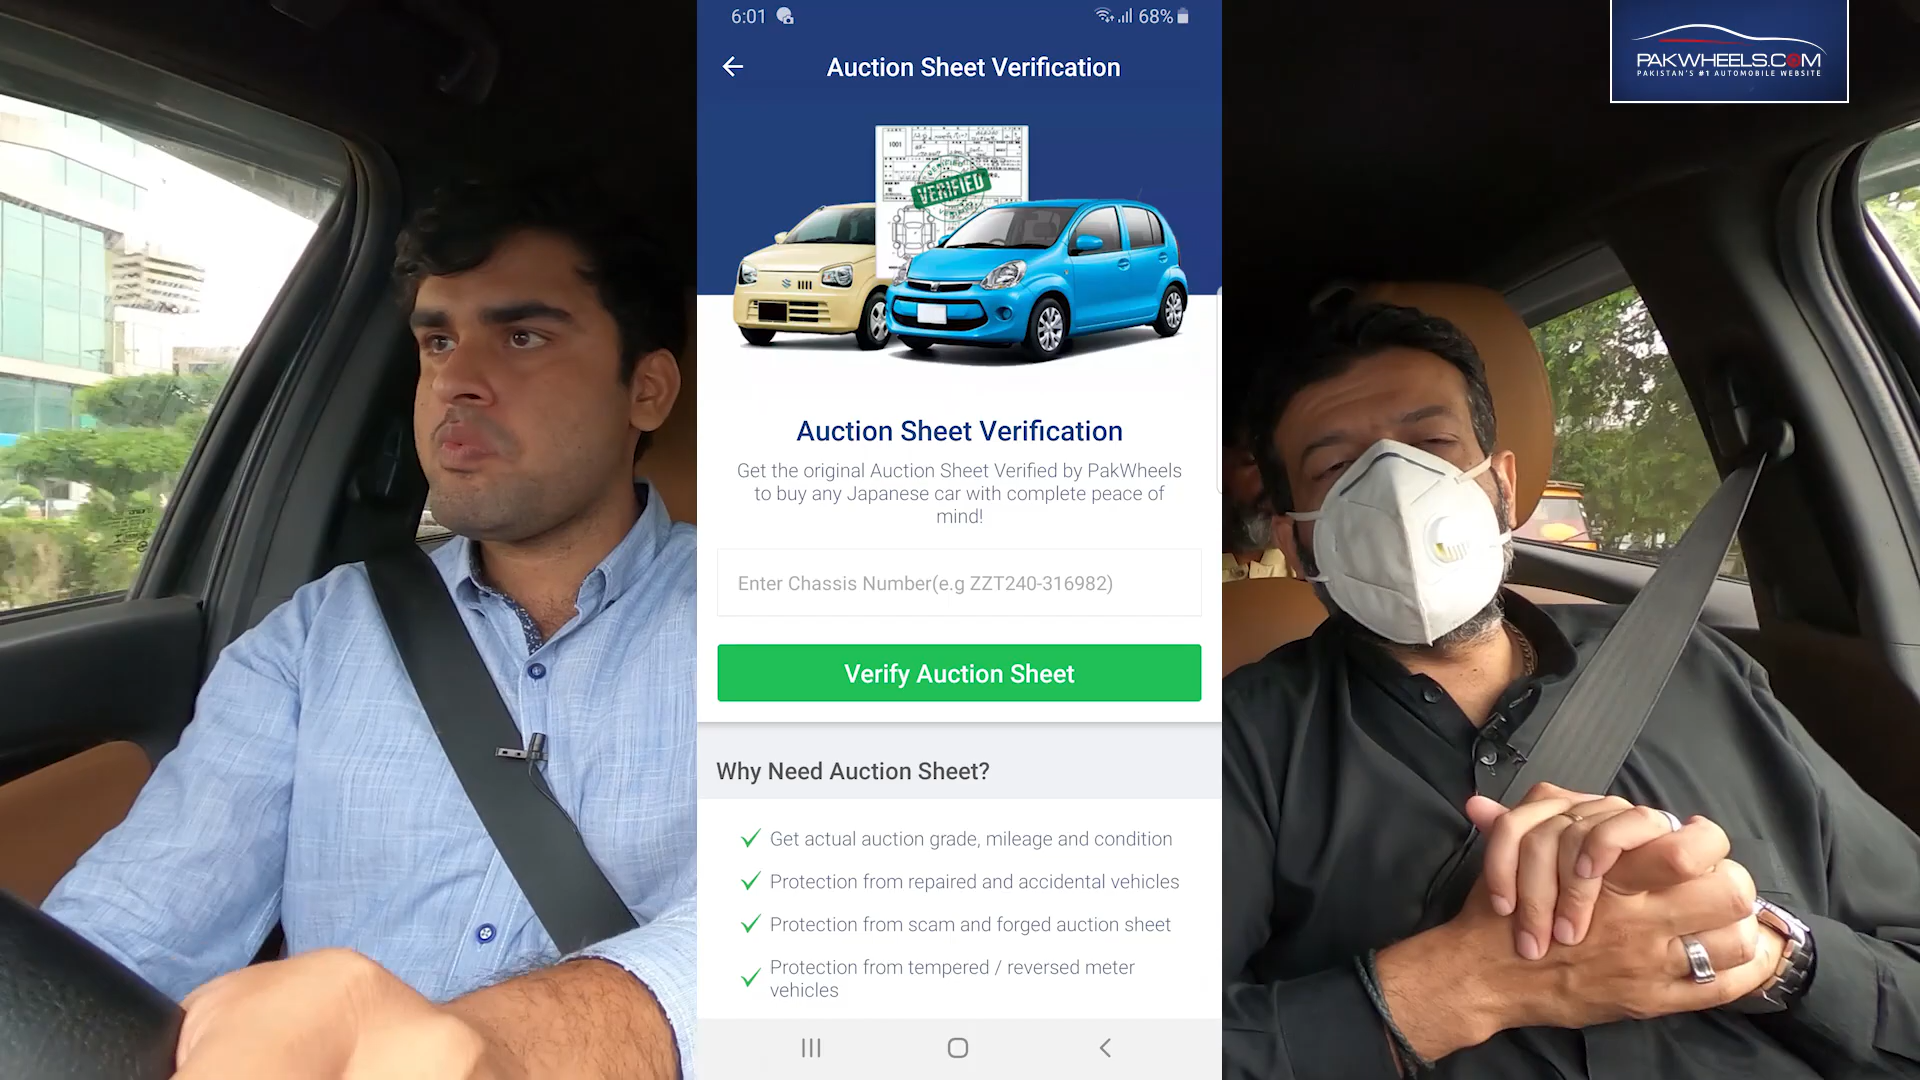 6:01
68%
Auction Sheet Verification
1001
VERIFIED
Auction Sheet Verification
Get the original Auction Sheet Verified by PakWheels
to buy any Japanese car with complete peace of
mind!
Enter Chassis Number(e.g ZZT240-316982)
Verify Auction Sheet
Why Need Auction Sheet?
Get actual auction grade, mileage and condition
Protection from repaired and accidental vehicles
Protection from scam and forged auction sheet
Protection from tempered / reversed meter
vehicles
PAKWHEELS.COM
PAKISTAN'S #1 AUTOMOBILE WEBSITE